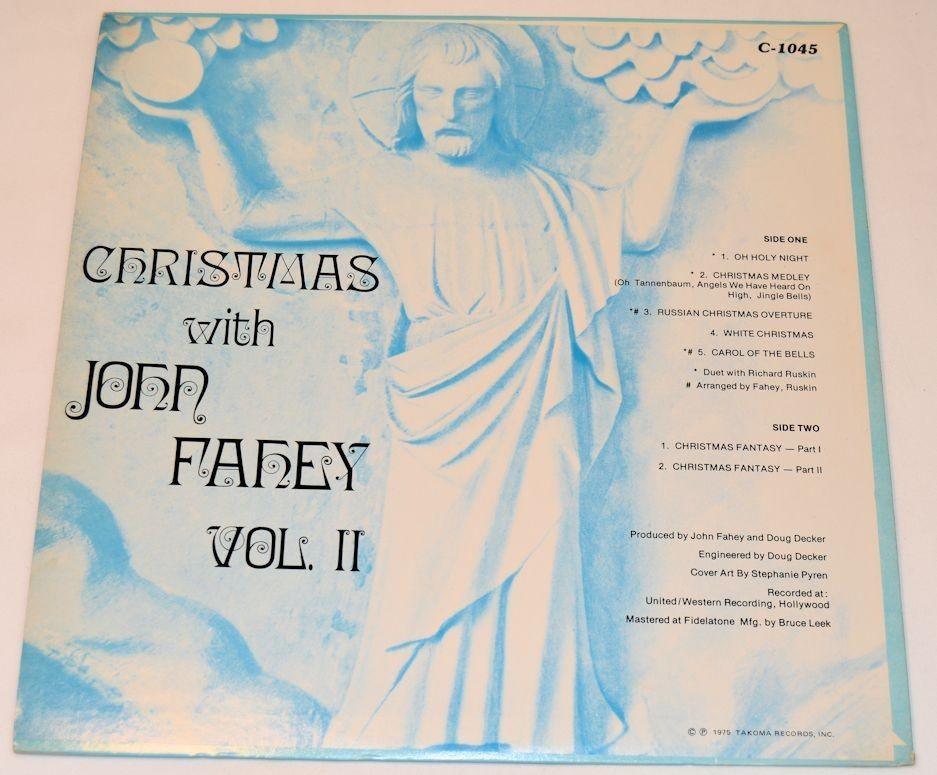 C-1045
CHRISTMAS
with
JOHN
FAHEY
VOL. II
SIDE ONE
* 1. OH HOLY NIGHT
* 2. CHRISTMAS MEDLEY
(Oh Tannenbaum, Angels We Have Heard On
High, Jingle Bells)
*# 3. RUSSIAN CHRISTMAS OVERTURE
4. WHITE CHRISTMAS
*# 5. CAROL OF THE BELLS
* Duet with Richard Ruskin
# Arranged by Fahey, Ruskin
SIDE TWO
1. CHRISTMAS FANTASY — Part I
2. CHRISTMAS FANTASY — Part II
Produced by John Fahey and Doug Decker
Engineered by Doug Decker
Cover Art By Stephanie Pyren
Recorded at:
United/Western Recording, Hollywood
Mastered at Fidelatone Mfg. by Bruce Leek
© ℗ 1975 TAKOMA RECORDS, INC.